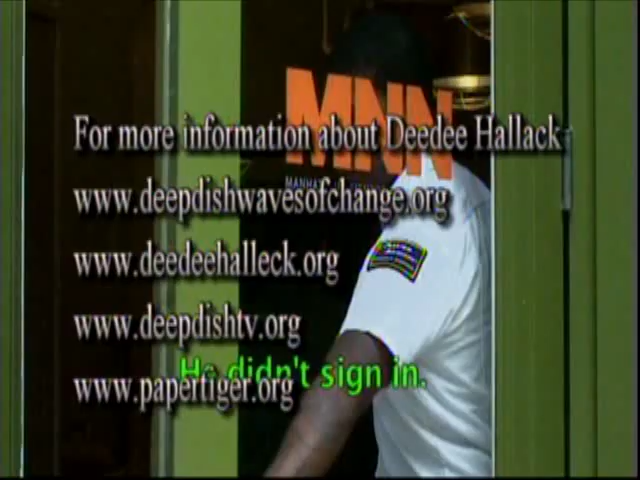 MNN
For more information about Deedee Hallack
www.deepdishwavesofchange.org
www.deedeehalleck.org
www.deepdishtv.org
He didn't sign in.
www.papertiger.org